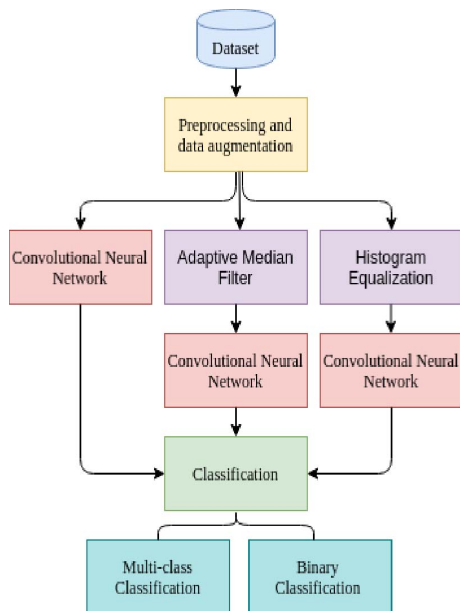 Dataset
Preprocessing and
data augmentation
Convolutional Neural
Network
Adaptive Median
Filter
Histogram
Equalization
Convolutional Neural
Network
Convolutional Neural
Network
Classification
Multi-class
Classification
Binary
Classification